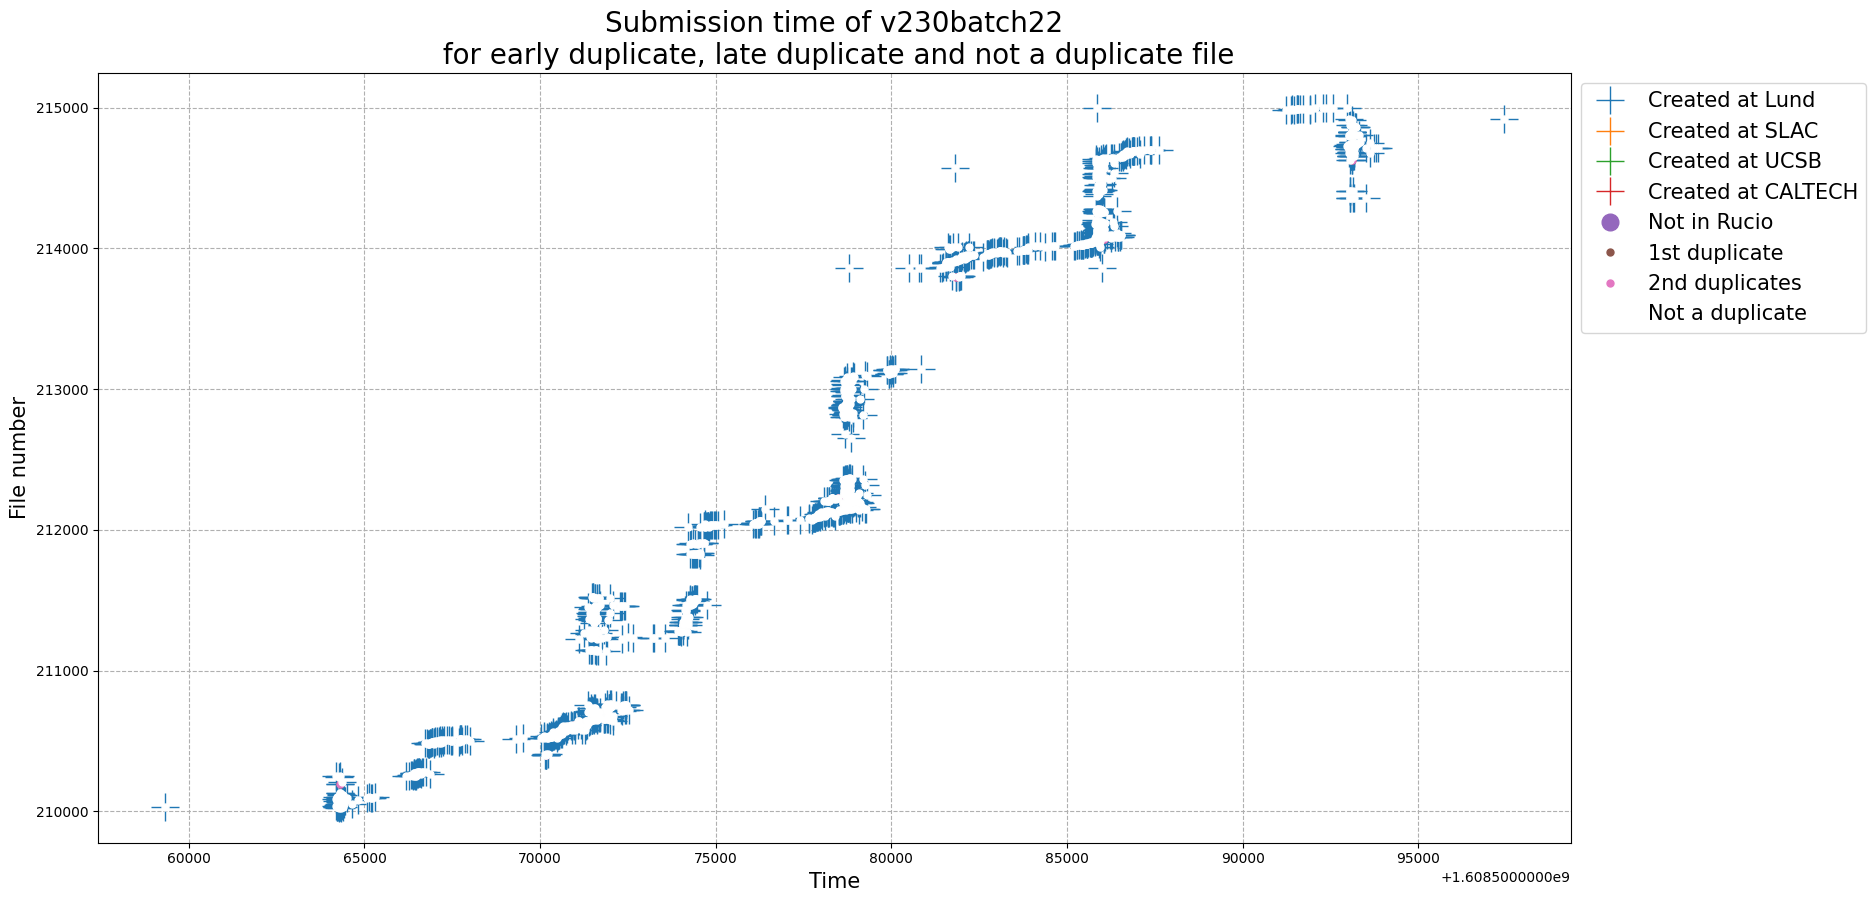 Submission time of v230batch22
for early duplicate, late duplicate and not a duplicate file
File number
215000
214000
213000
212000
211000
210000
60000
65000
70000
75000
80000
85000
90000
95000
Time
+1.6085000000e9
Created at Lund
Created at SLAC
Created at UCSB
Created at CALTECH
Not in Rucio
1st duplicate
2nd duplicates
Not a duplicate